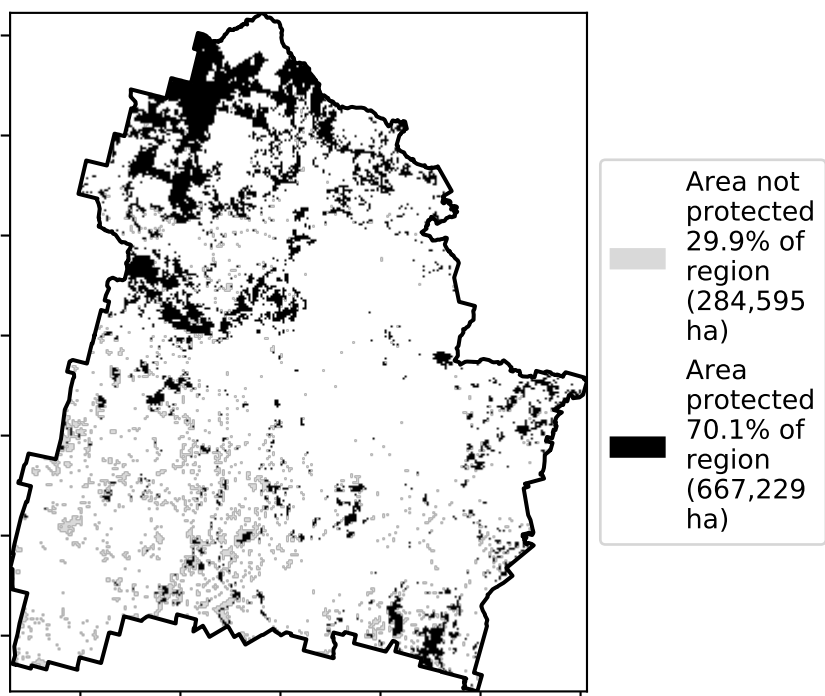 Area not
protected
29.9% of
region
(284,595
ha)
Area
protected
70.1% of
region
(667,229
ha)